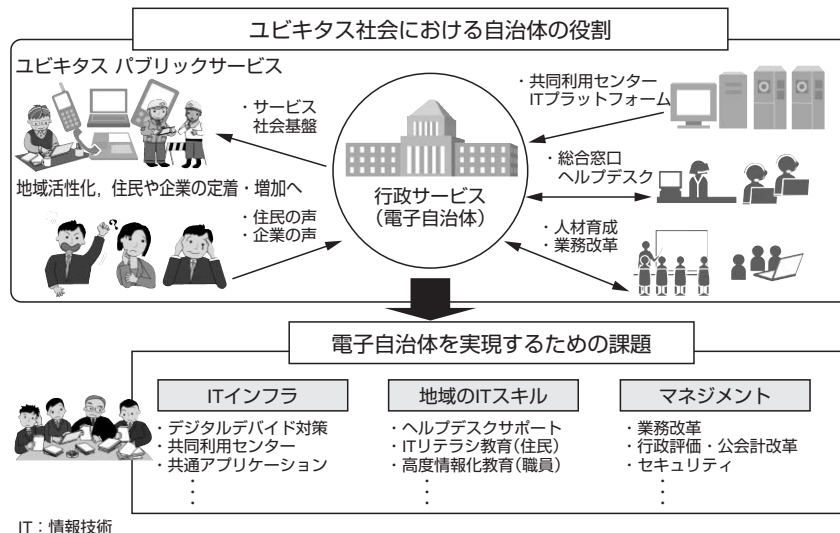 ユビキタス社会における自治体の役割
ユビキタス パブリックサービス
・サービス
社会基盤
地域活性化，住民や企業の定着・増加へ
・住民の声
・企業の声
?
行政サービス
（電子自治体）
・共同利用センター
ITプラットフォーム
・総合窓口
ヘルプデスク
・人材育成
・業務改革
電子自治体を実現するための課題
ITインフラ
・デジタルデバイド対策
・共同利用センター
・共通アプリケーション
：
地域のITスキル
・ヘルプデスクサポート
・ITリテラシ教育(住民)
・高度情報化教育(職員)
：
マネジメント
・業務改革
・行政評価・公会計改革
・セキュリティ
：
IT：情報技術